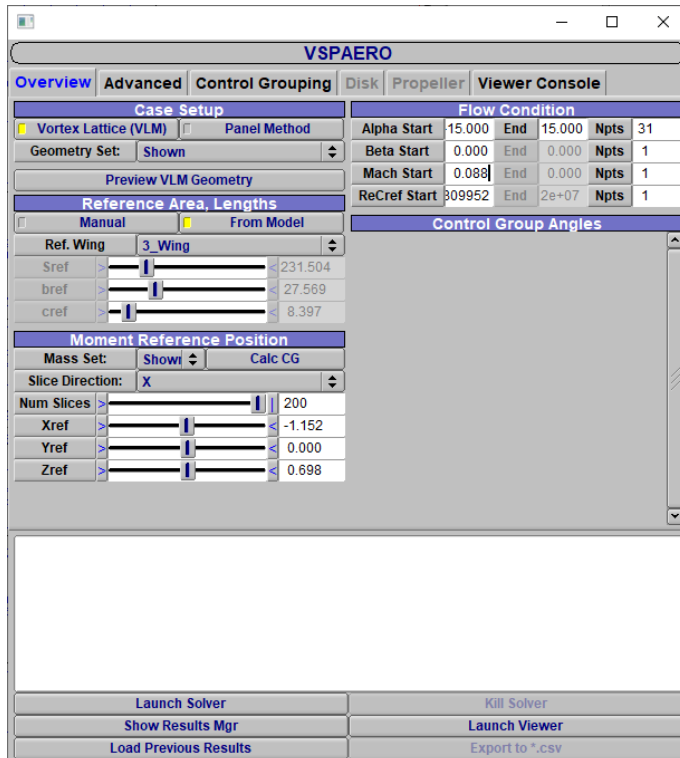 VSPAERO
Overview Advanced Control Grouping Disk Propeller Viewer Console
Case Setup
Vortex Lattice (VLM) Panel Method
Geometry Set: Shown
Preview VLM Geometry
Reference Area, Lengths
Manual From Model
Ref. Wing 3_Wing
Sref > < 231.504
bref > < 27.569
cref > < 8.397
Moment Reference Position
Mass Set: Shown Calc CG
Slice Direction: X
Num Slices > | 200
Xref > < -1.152
Yref > < 0.000
Zref > < 0.698
Flow Condition
Alpha Start -15.000 End 15.000 Npts 31
Beta Start 0.000 End 0.000 Npts 1
Mach Start 0.088 End 0.000 Npts 1
ReCref Start 309952 End 2e+07 Npts 1
Control Group Angles
Launch Solver Kill Solver
Show Results Mgr Launch Viewer
Load Previous Results Export to *.csv